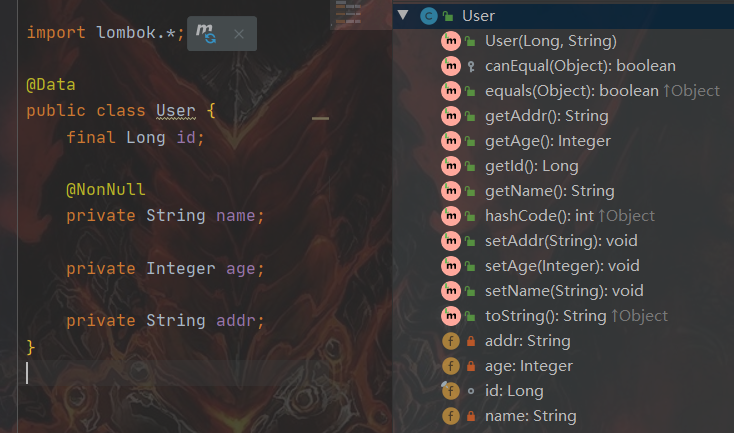 import lombok.*;
@Data
public class User {
    final Long id;
    @NonNull
    private String name;
    private Integer age;
    private String addr;
}
User
User(Long, String)
canEqual(Object): boolean
equals(Object): boolean ↑Object
getAddr(): String
getAge(): Integer
getId(): Long
getName(): String
hashCode(): int ↑Object
setAddr(String): void
setAge(Integer): void
setName(String): void
toString(): String ↑Object
addr: String
age: Integer
id: Long
name: String